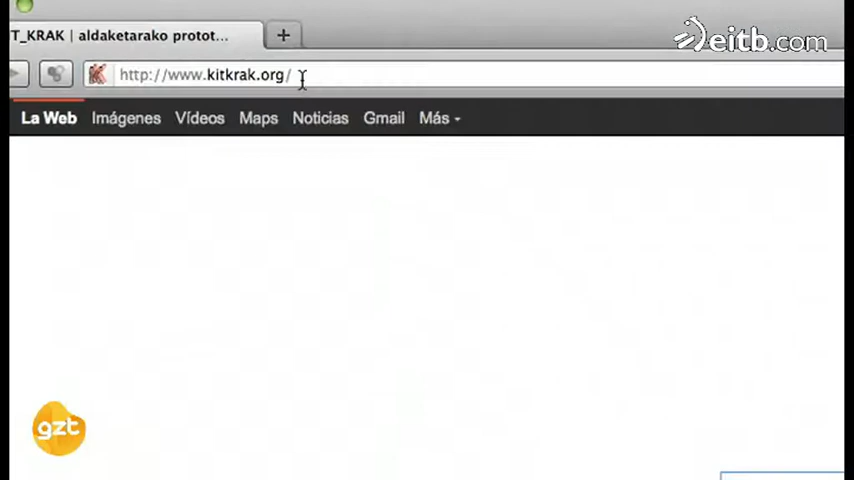 eitb.com
T_KRAK | aldaketarako protot...
http://www.kitkrak.org/
La Web Imágenes Vídeos Maps Noticias Gmail Más
gzt